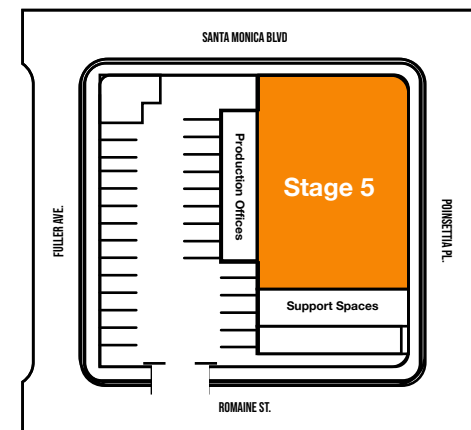 SANTA MONICA BLVD
FULLER AVE.
Production Offices
Stage 5
POINSETTIA PL.
Support Spaces
ROMAINE ST.